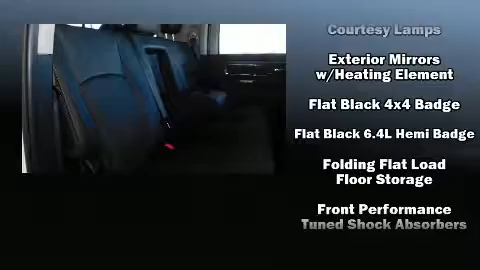 Courtesy Lamps
Exterior Mirrors
w/Heating Element
Flat Black 4x4 Badge
Flat Black 6.4L Hemi Badge
Folding Flat Load
Floor Storage
Front Performance
Tuned Shock Absorbers